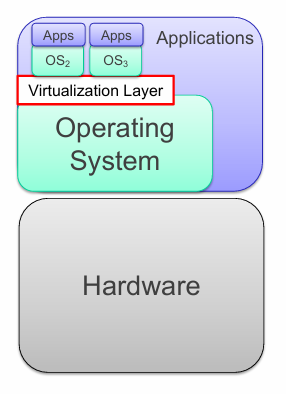 Apps Apps Applications
OS₂ OS₃
Virtualization Layer
Operating
System
Hardware